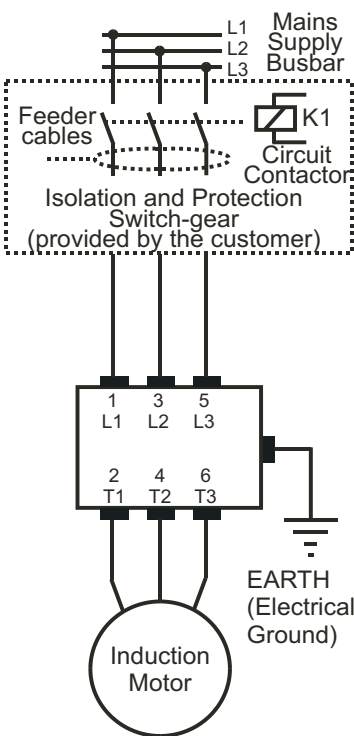 L1
L2
L3
Mains
Supply
Busbar
Feeder
cables
K1
Circuit
Contactor
Isolation and Protection
Switch-gear
(provided by the customer)
1 3 5
L1 L2 L3
2 4 6
T1 T2 T3
EARTH
(Electrical
Ground)
Induction
Motor